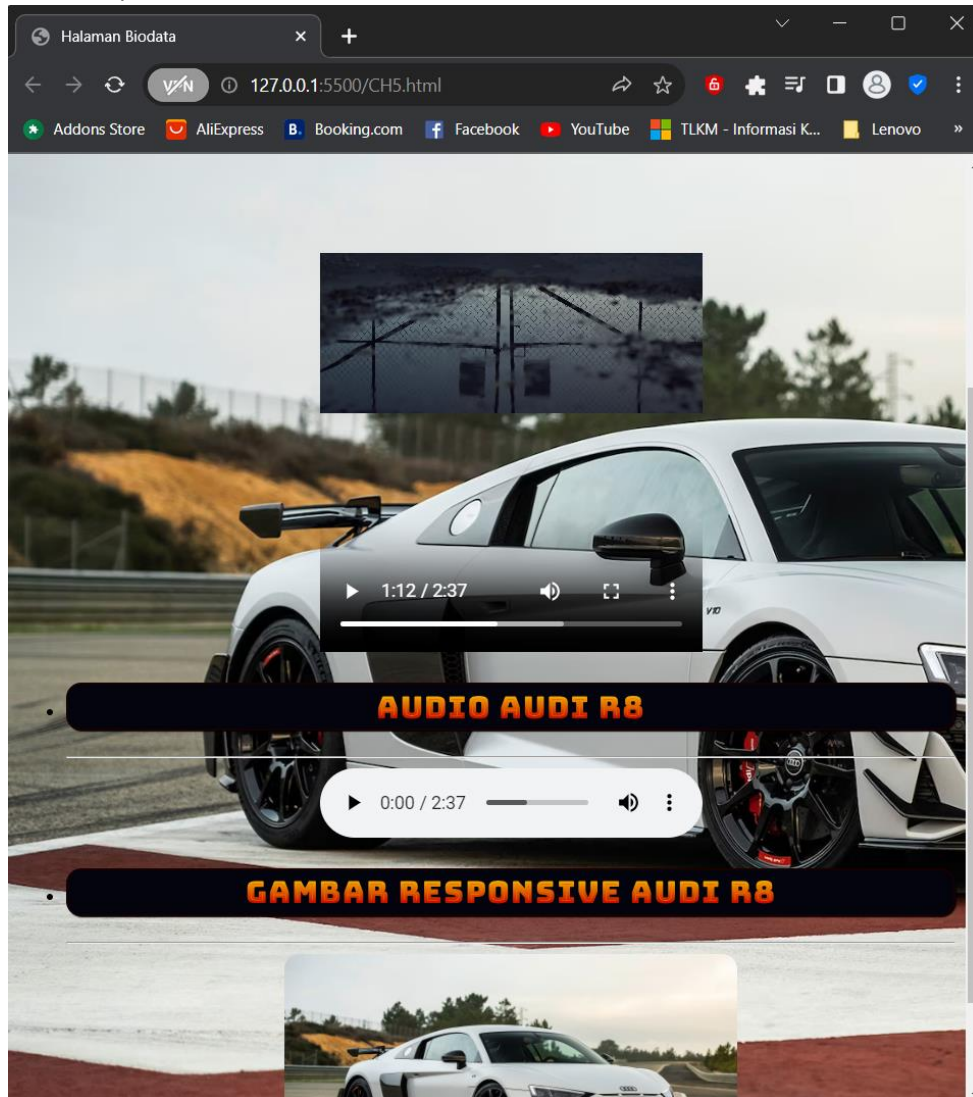 Halaman Biodata
127.0.0.1:5500/CH5.html
Addons Store AliExpress B. Booking.com Facebook YouTube TLKM - Informasi K... Lenovo »
1:12 / 2:37
V10
AUDIO AUDI R8
0:00 / 2:37
GAMBAR RESPONSIVE AUDI R8